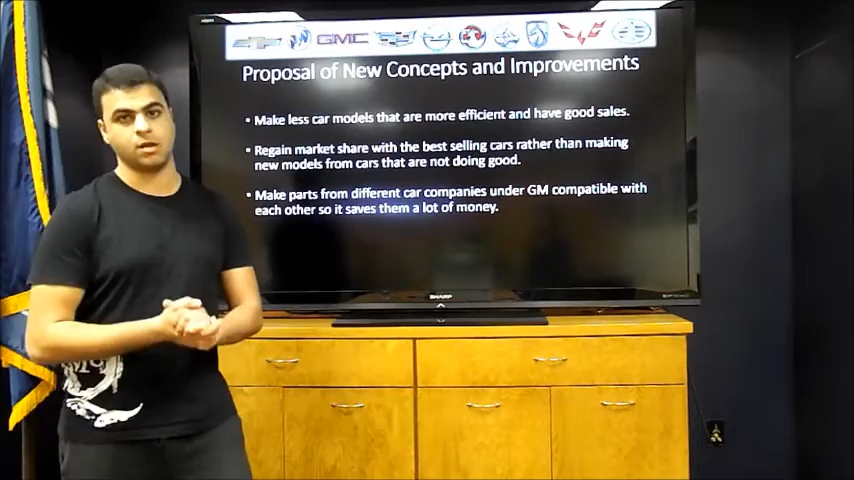 GMC
Proposal of New Concepts and Improvements
• Make less car models that are more efficient and have good sales.
• Regain market share with the best selling cars rather than making
new models from cars that are not doing good.
• Make parts from different car companies under GM compatible with
each other so it saves them a lot of money.
SHARP